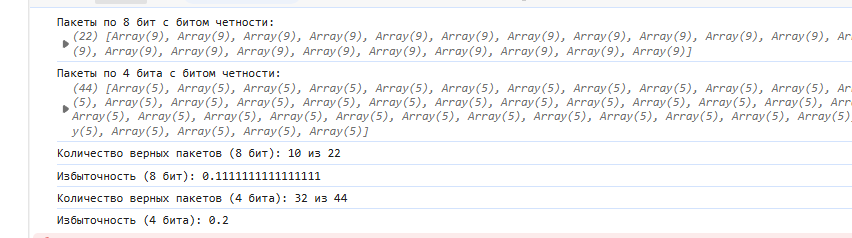 Пакеты по 8 бит с битом четности:
(22) [Array(9), Array(9), Array(9), Array(9), Array(9), Array(9), Array(9), Array(9), Array(9), Array(9), Array(9), Ar
(9), Array(9), Array(9), Array(9), Array(9), Array(9), Array(9), Array(9), Array(9), Array(9)]
Пакеты по 4 бита с битом четности:
(44) [Array(5), Array(5), Array(5), Array(5), Array(5), Array(5), Array(5), Array(5), Array(5), Array(5), Array(5), Ar
(5), Array(5), Array(5), Array(5), Array(5), Array(5), Array(5), Array(5), Array(5), Array(5), Array(5), Array(5),
Array(5), Array(5), Array(5), Array(5), Array(5), Array(5), Array(5), Array(5), Array(5), Array(5), Array(5), Arra
y(5), Array(5), Array(5), Array(5), Array(5)]
Количество верных пакетов (8 бит): 10 из 22
Избыточность (8 бит): 0.1111111111111111
Количество верных пакетов (4 бита): 32 из 44
Избыточность (4 бита): 0.2